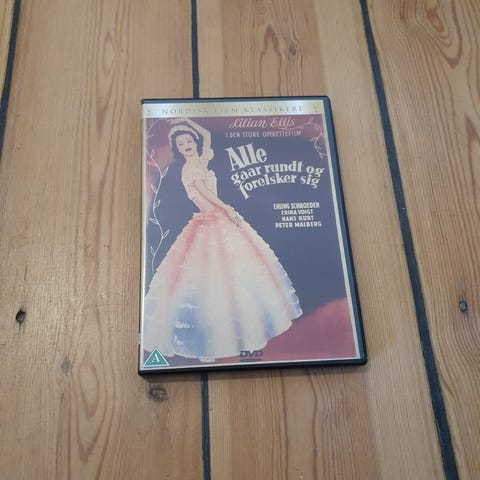 NORDISK FILM KLASSIKERE
Lilian Ellis
I DEN STORE OPERETTEFILM
Alle
gaar rundt og
forelsker sig
ERLING SCHROEDER
ERIKA VOIGT
HANS KURT
PETER MALBERG
A
DVD